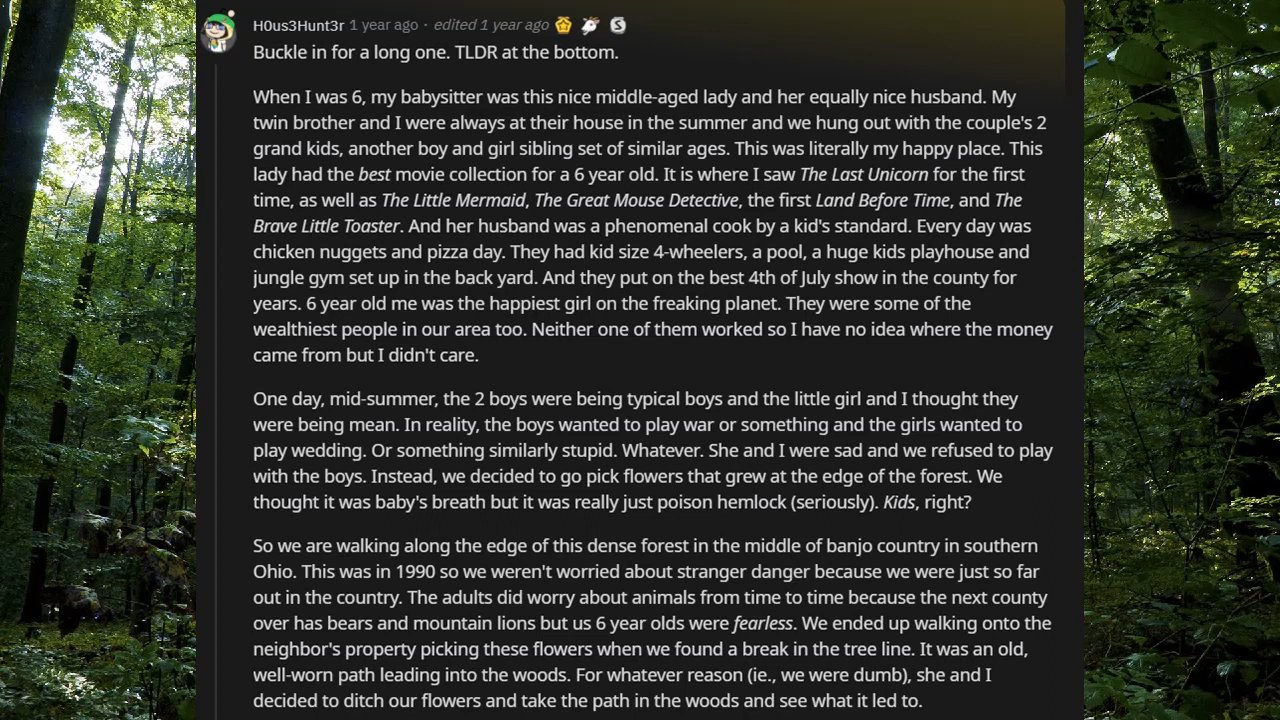 H0us3Hunt3r 1 year ago · edited 1 year ago
Buckle in for a long one. TLDR at the bottom.
When I was 6, my babysitter was this nice middle-aged lady and her equally nice husband. My
twin brother and I were always at their house in the summer and we hung out with the couple's 2
grand kids, another boy and girl sibling set of similar ages. This was literally my happy place. This
lady had the best movie collection for a 6 year old. It is where I saw The Last Unicorn for the first
time, as well as The Little Mermaid, The Great Mouse Detective, the first Land Before Time, and The
Brave Little Toaster. And her husband was a phenomenal cook by a kid's standard. Every day was
chicken nuggets and pizza day. They had kid size 4-wheelers, a pool, a huge kids playhouse and
jungle gym set up in the back yard. And they put on the best 4th of July show in the county for
years. 6 year old me was the happiest girl on the freaking planet. They were some of the
wealthiest people in our area too. Neither one of them worked so I have no idea where the money
came from but I didn't care.
One day, mid-summer, the 2 boys were being typical boys and the little girl and I thought they
were being mean. In reality, the boys wanted to play war or something and the girls wanted to
play wedding. Or something similarly stupid. Whatever. She and I were sad and we refused to play
with the boys. Instead, we decided to go pick flowers that grew at the edge of the forest. We
thought it was baby's breath but it was really just poison hemlock (seriously). Kids, right?
So we are walking along the edge of this dense forest in the middle of banjo country in southern
Ohio. This was in 1990 so we weren't worried about stranger danger because we were just so far
out in the country. The adults did worry about animals from time to time because the next county
over has bears and mountain lions but us 6 year olds were fearless. We ended up walking onto the
neighbor's property picking these flowers when we found a break in the tree line. It was an old,
well-worn path leading into the woods. For whatever reason (ie., we were dumb), she and I
decided to ditch our flowers and take the path in the woods and see what it led to.